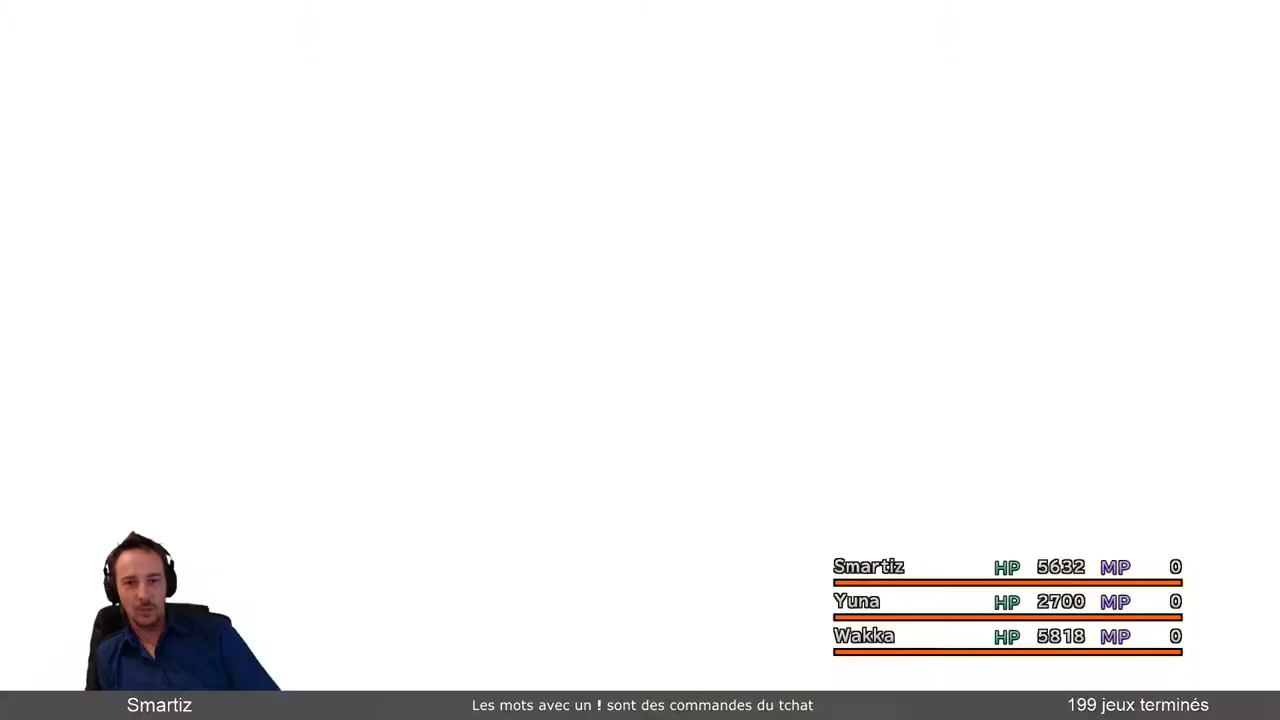 Smartiz HP 5632 MP 0
Yuna HP 2700 MP 0
Wakka HP 5818 MP 0
Smartiz Les mots avec un ! sont des commandes du tchat 199 jeux terminés